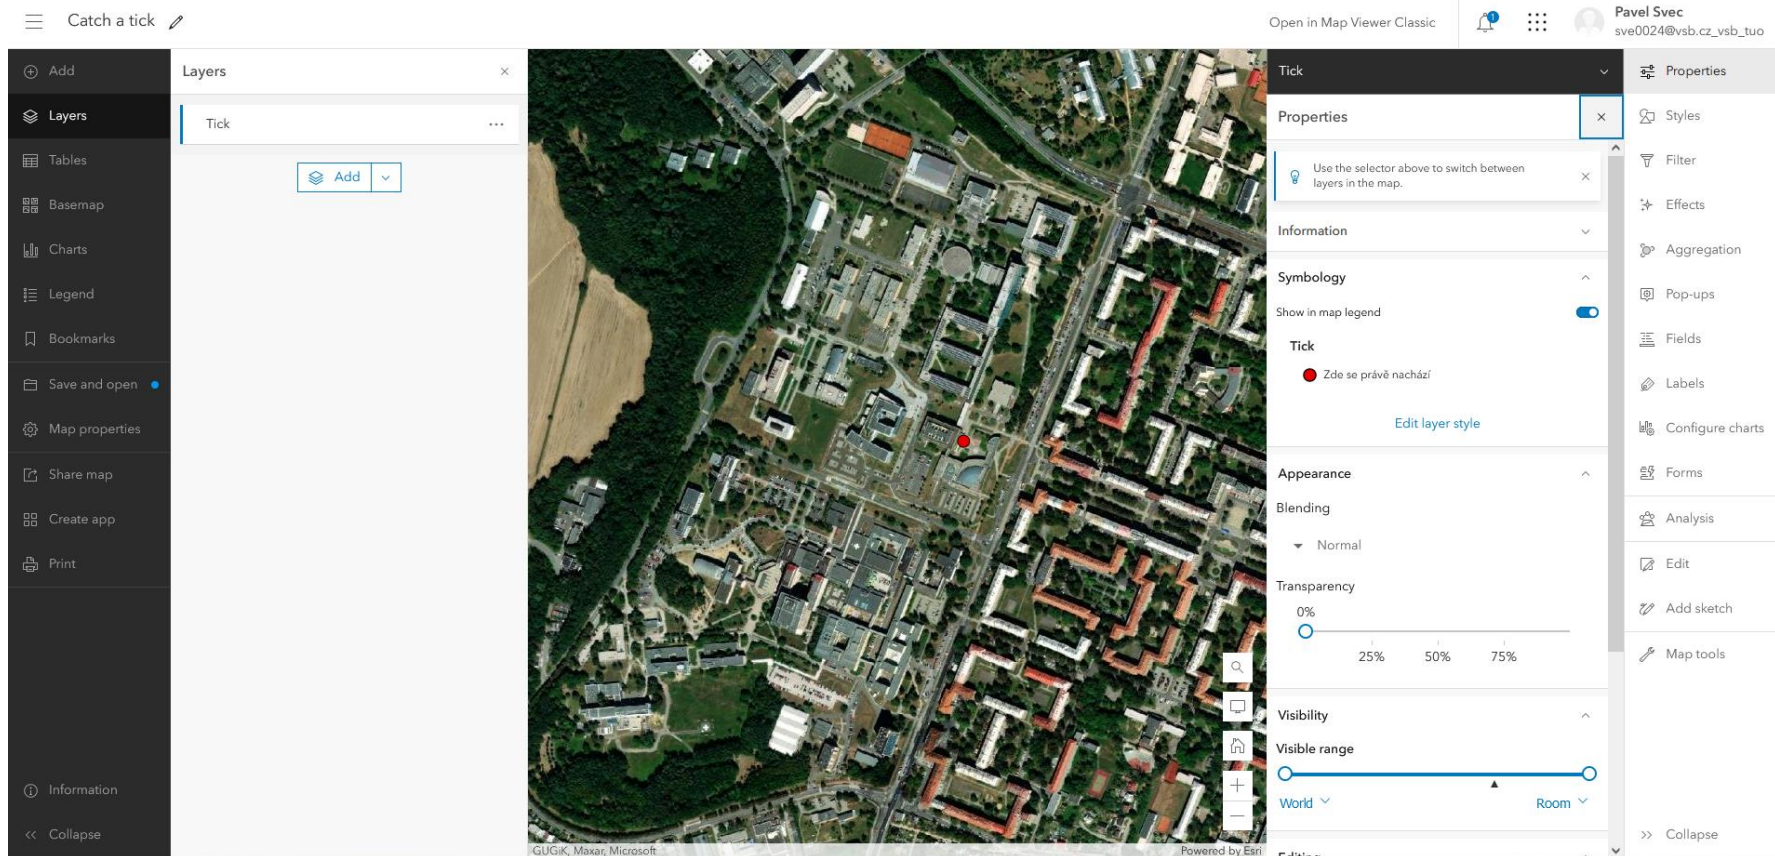 Catch a tick
Open in Map Viewer Classic
1
Pavel Svec
sve0024@vsb.cz_vsb_tuo
Add
Layers
Tables
Basemap
Charts
Legend
Bookmarks
Save and open
Map properties
Share map
Create app
Print
Information
Collapse
Layers
Tick
Add
GUGiK, Maxar, Microsoft
Powered by Esri
Tick
Properties
Use the selector above to switch between
layers in the map.
Information
Symbology
Show in map legend
Tick
Zde se právě nachází
Edit layer style
Appearance
Blending
Normal
Transparency
0%
25% 50% 75%
Visibility
Visible range
World Room
Editing
Properties
Styles
Filter
Effects
Aggregation
Pop-ups
Fields
Labels
Configure charts
Forms
Analysis
Edit
Add sketch
Map tools
Collapse